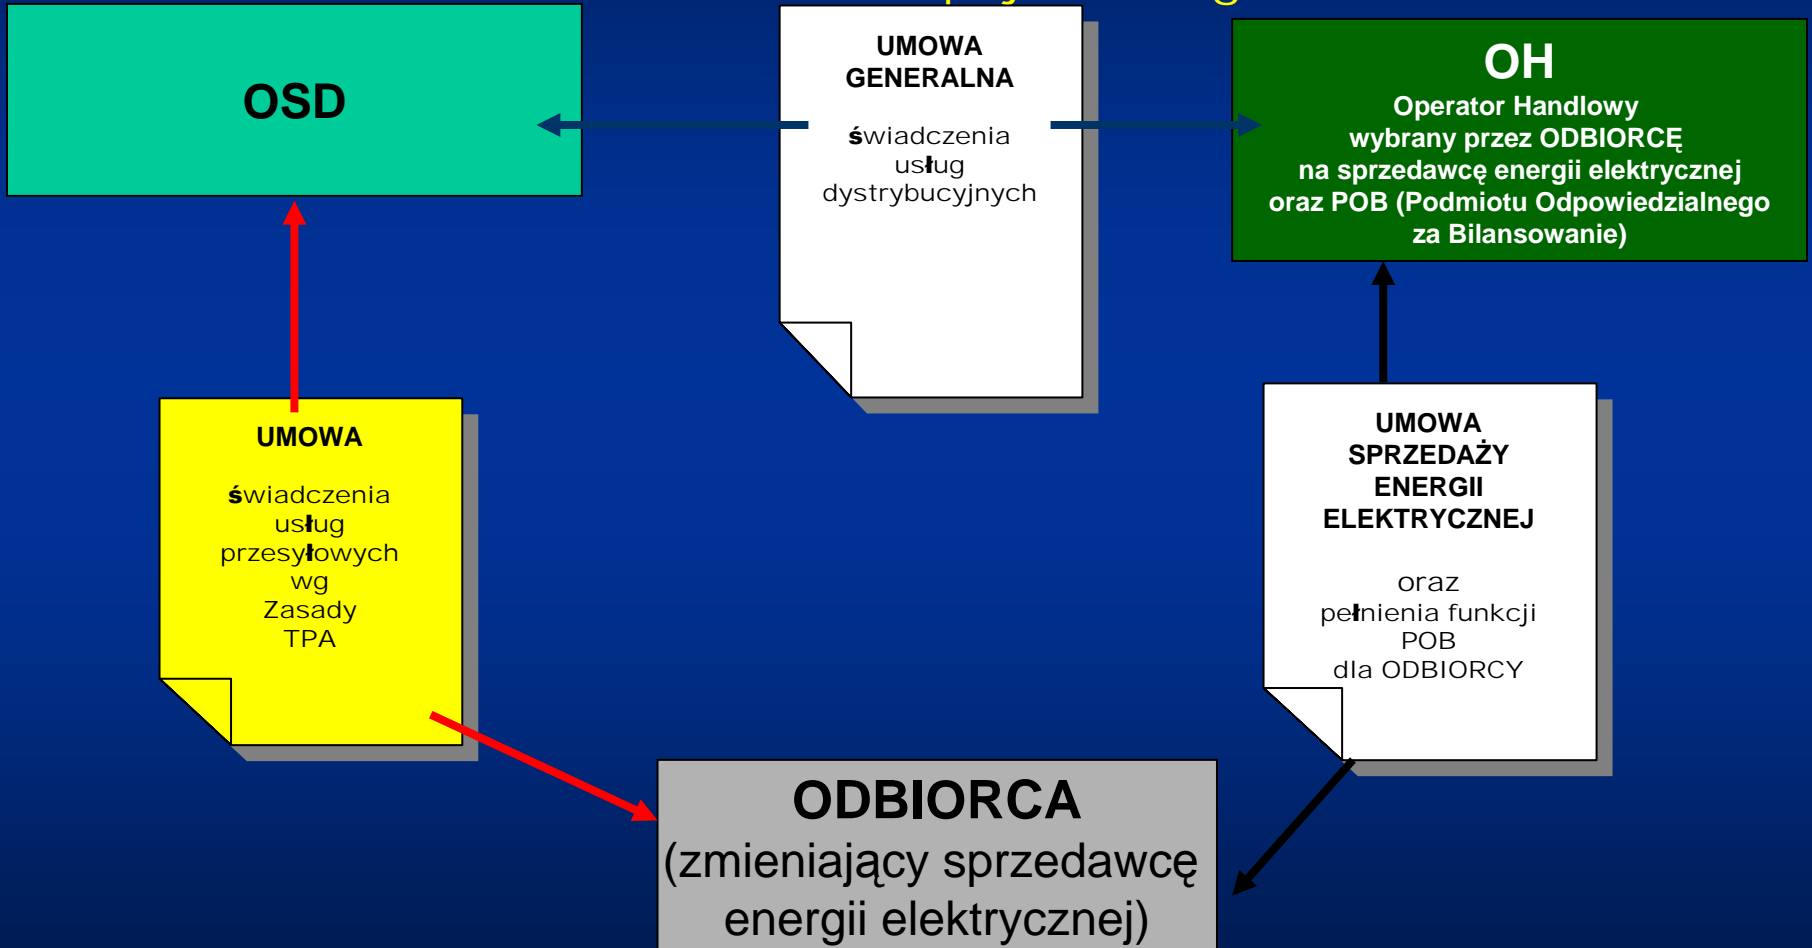 OSD
UMOWA
GENERALNA
świadczenia
usług
dystrybucyjnych
OH
Operator Handlowy
wybrany przez ODBIORCĘ
na sprzedawcę energii elektrycznej
oraz POB (Podmiotu Odpowiedzialnego
za Bilansowanie)
UMOWA
świadczenia
usług
przesyłowych
wg
Zasady
TPA
UMOWA
SPRZEDAŻY
ENERGII
ELEKTRYCZNEJ
oraz
pełnienia funkcji
POB
dla ODBIORCY
ODBIORCA
(zmieniający sprzedawcę
energii elektrycznej)